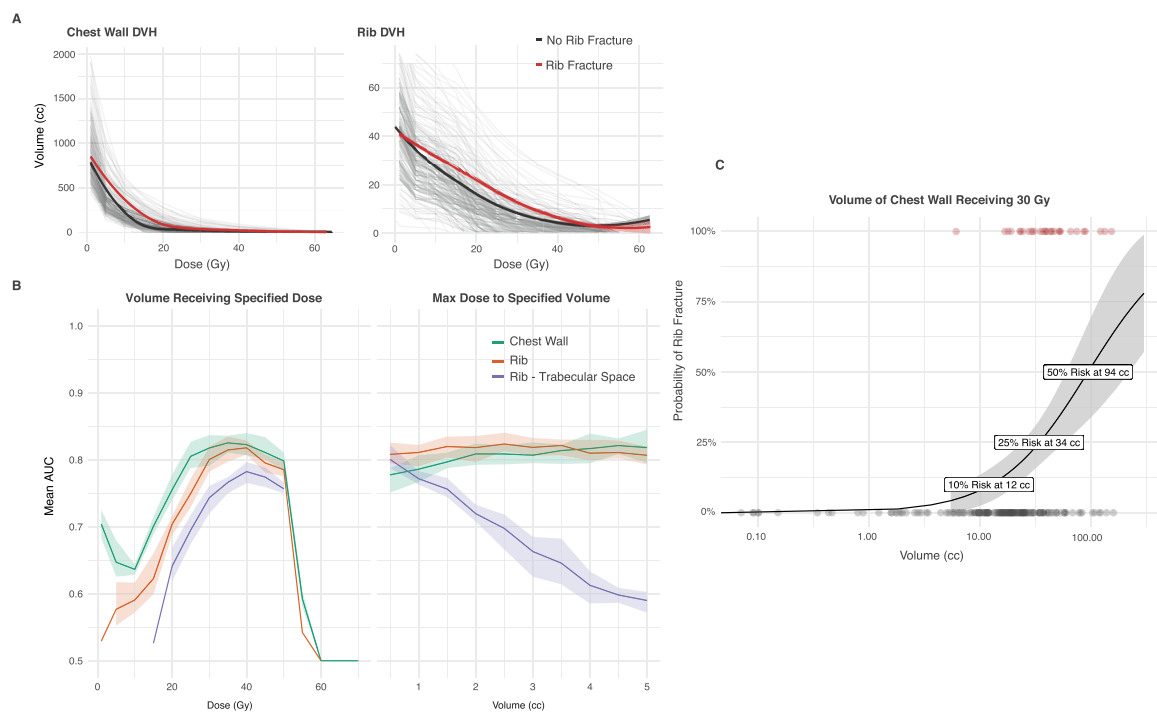 A
Chest Wall DVH
Rib DVH
No Rib Fracture
Rib Fracture
Volume (cc)
2000
1500
1000
500
0
60
40
20
0
0
20
40
60
0
20
40
60
Dose (Gy)
Dose (Gy)
B
Volume Receiving Specified Dose
Max Dose to Specified Volume
Chest Wall
Rib
Rib - Trabecular Space
Mean AUC
1.0
0.9
0.8
0.7
0.6
0.5
0
20
40
60
1
2
3
4
5
Dose (Gy)
Volume (cc)
C
Volume of Chest Wall Receiving 30 Gy
Probability of Rib Fracture
100%
75%
50%
25%
0%
50% Risk at 94 cc
25% Risk at 34 cc
10% Risk at 12 cc
0.10
1.00
10.00
100.00
Volume (cc)